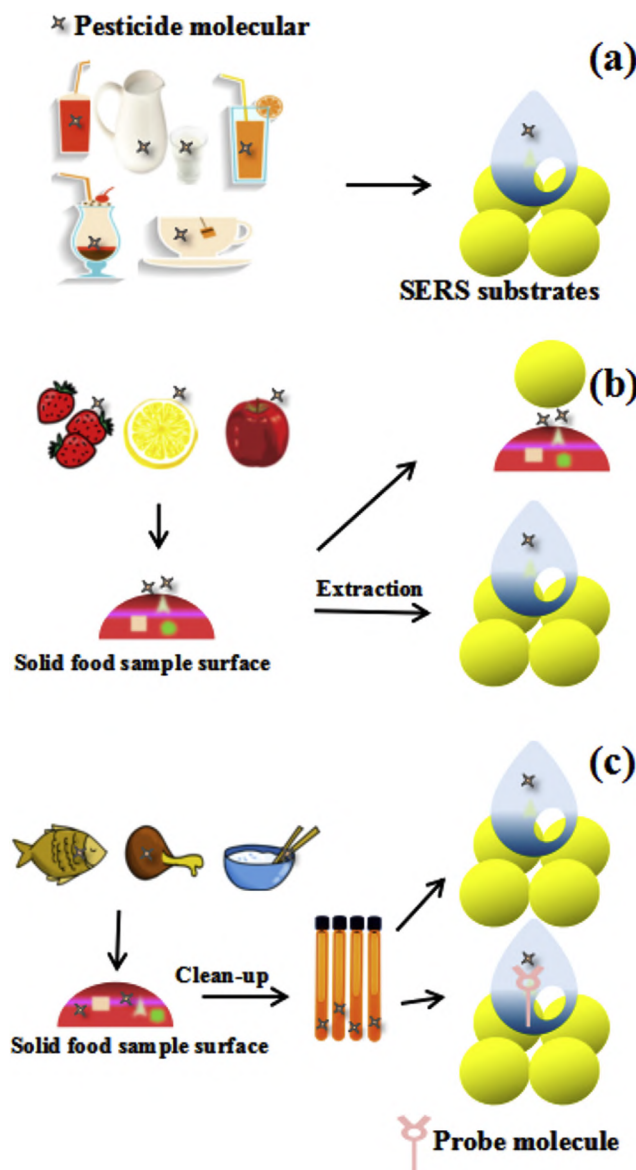 Pesticide molecular
(a)
SERS substrates
(b)
Extraction
Solid food sample surface
(c)
Clean-up
Solid food sample surface
Probe molecule